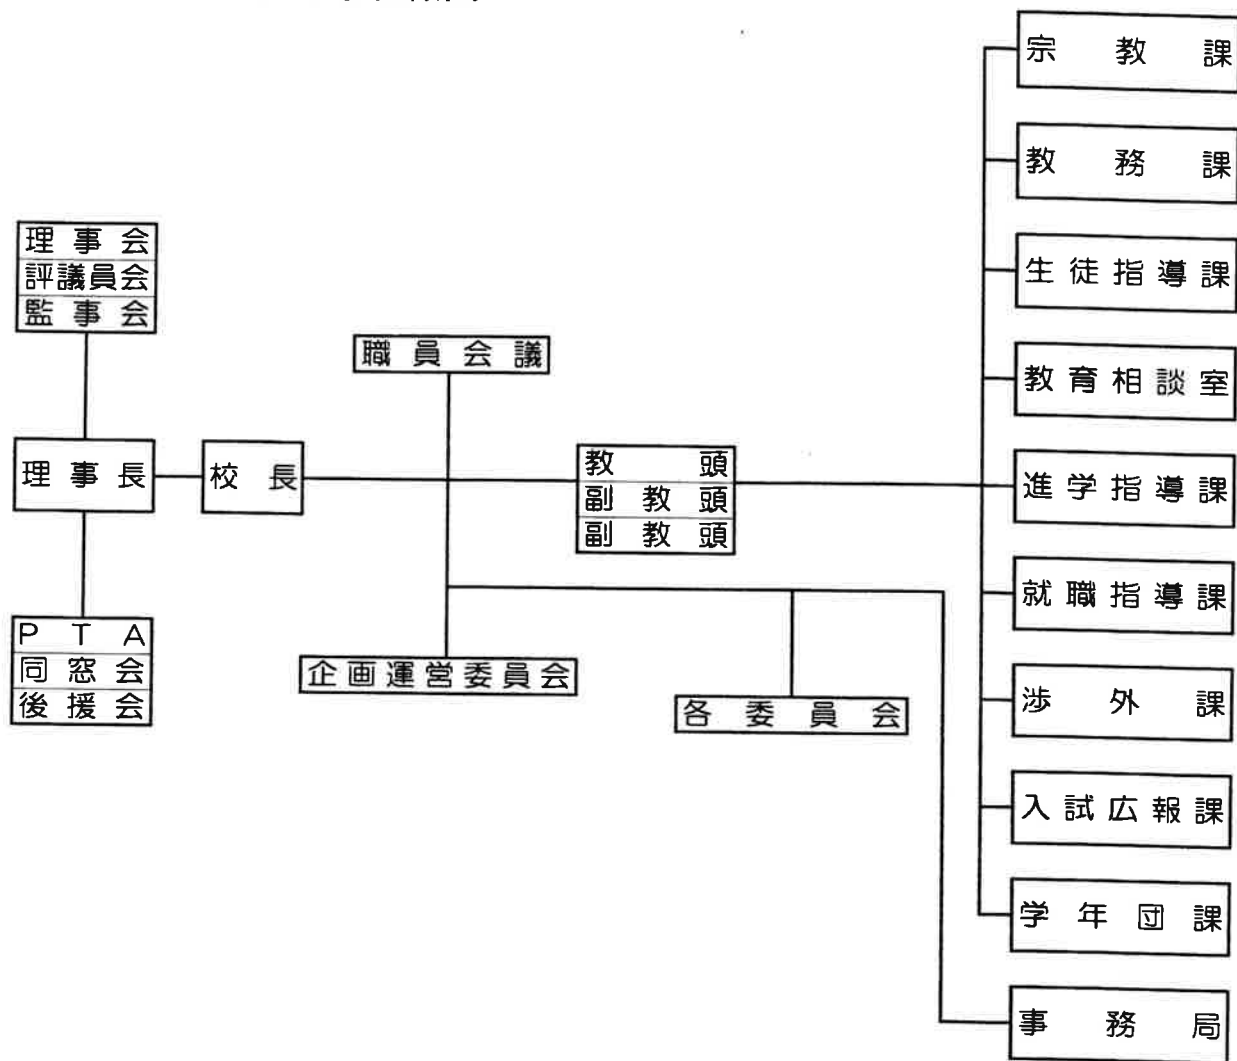 宗教課
教務課
生徒指導課
教育相談室
進学指導課
就職指導課
渉外課
入試広報課
学年団課
事務局
理事会
評議員会
監事会
理事長
校長
PTA
同窓会
後援会
職員会議
教頭
副教頭
副教頭
企画運営委員会
各委員会